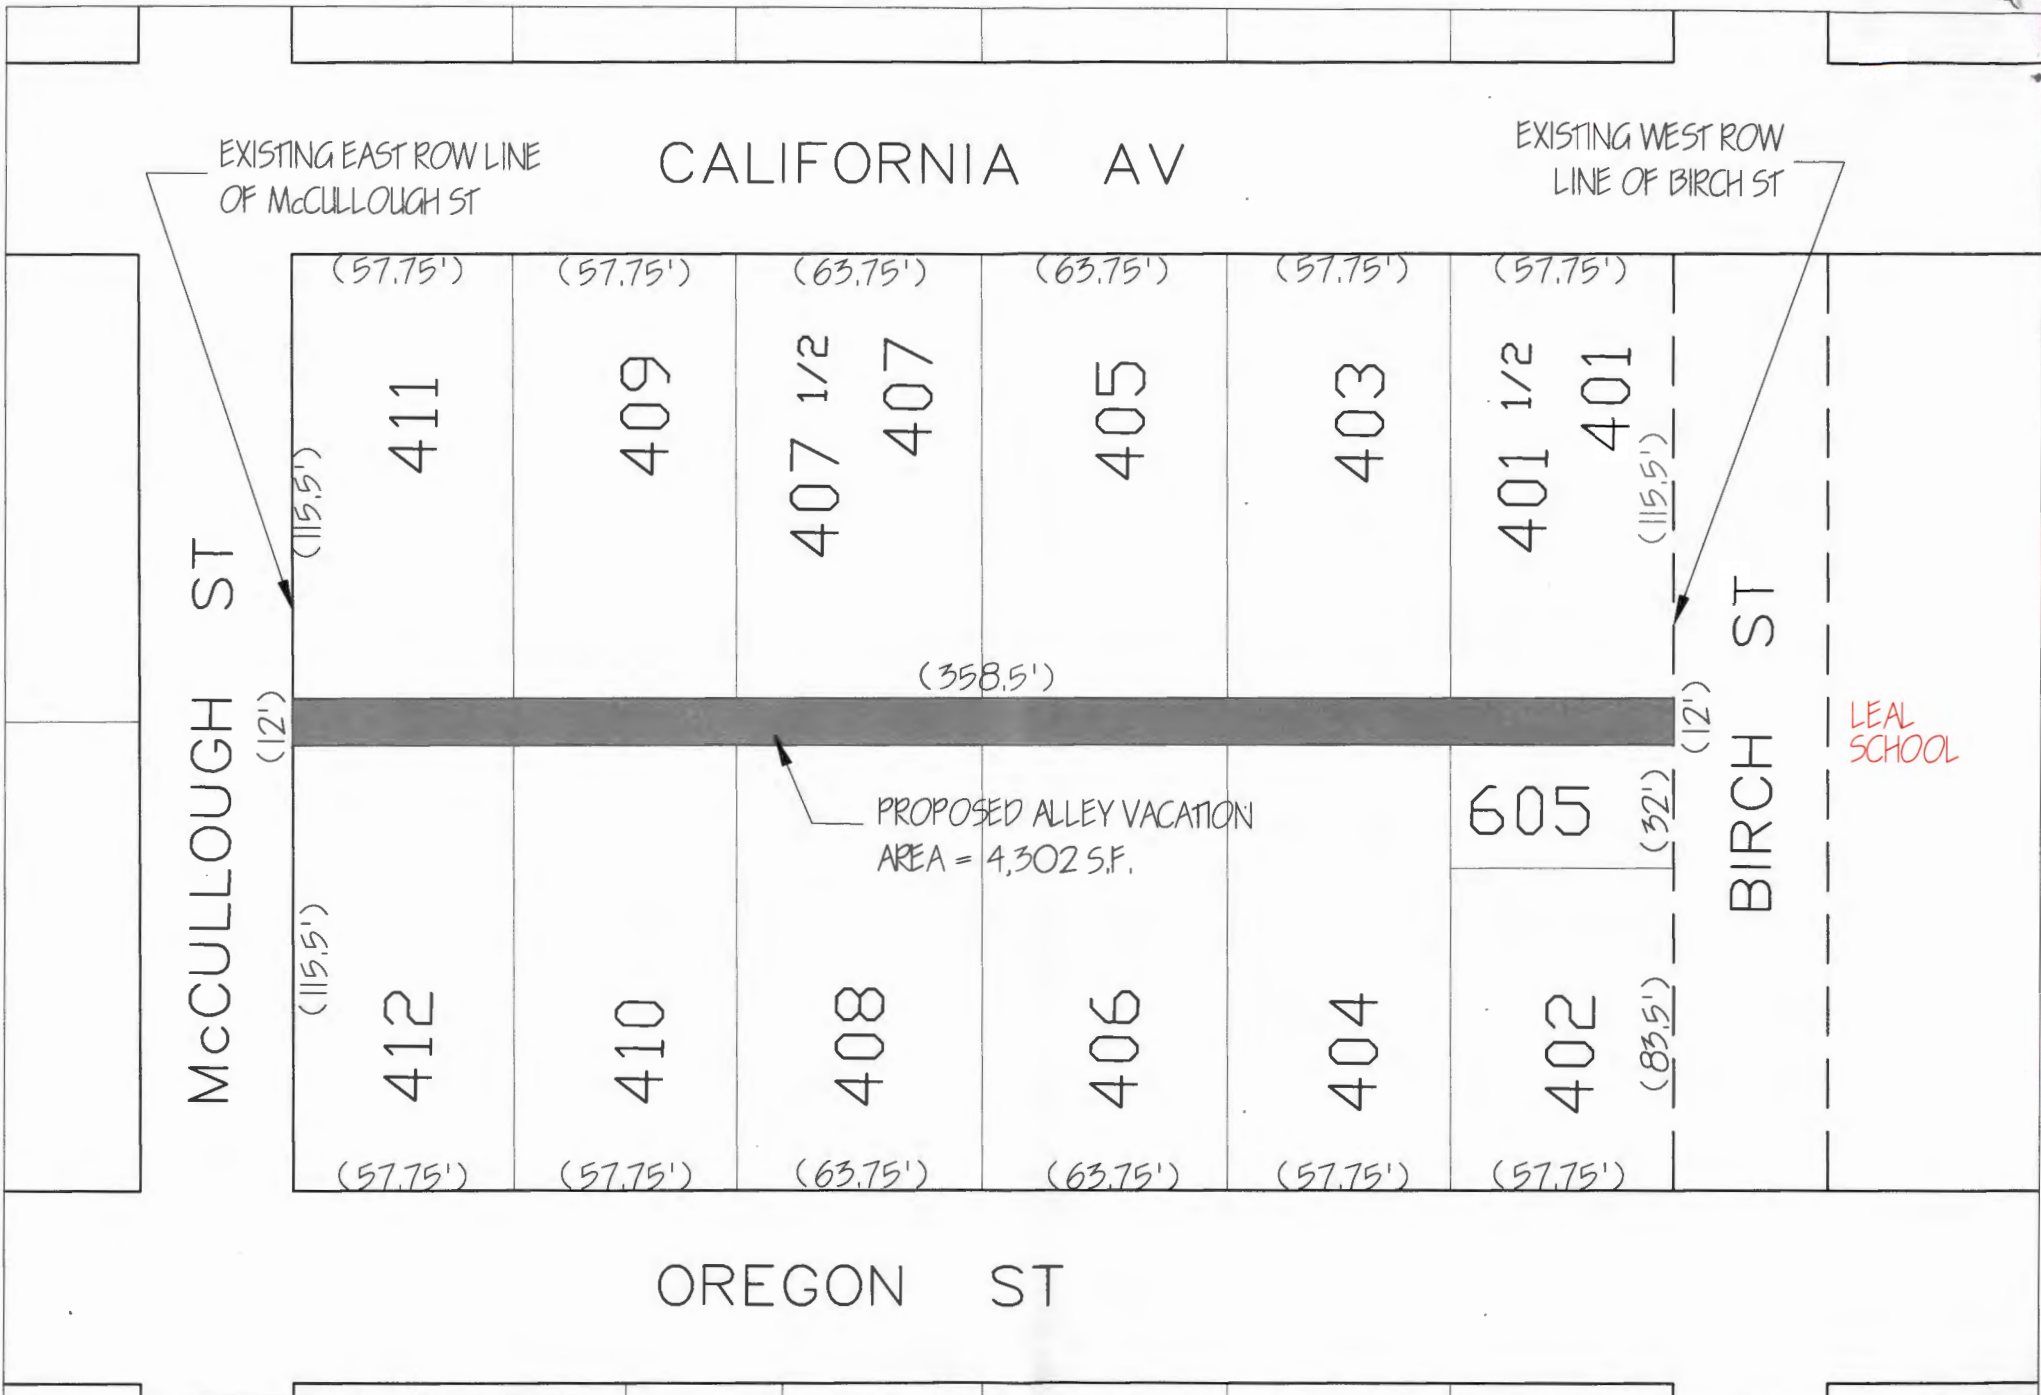 EXISTING EAST ROW LINE
OF McCULLOUGH ST
CALIFORNIA AV
EXISTING WEST ROW
LINE OF BIRCH ST
(57.75')
(57.75')
(63.75')
(63.75')
(57.75')
(57.75')
411
409
407 1/2
407
405
403
401 1/2
401
(115.5')
(115.5')
McCULLOUGH ST
BIRCH ST
(358.5')
(12')
(12')
LEAL
SCHOOL
PROPOSED ALLEY VACATION
AREA = 4,302 S.F.
605
(32')
(115.5')
412
410
408
406
404
402
(83.5')
(57.75')
(57.75')
(63.75')
(63.75')
(57.75')
(57.75')
OREGON ST